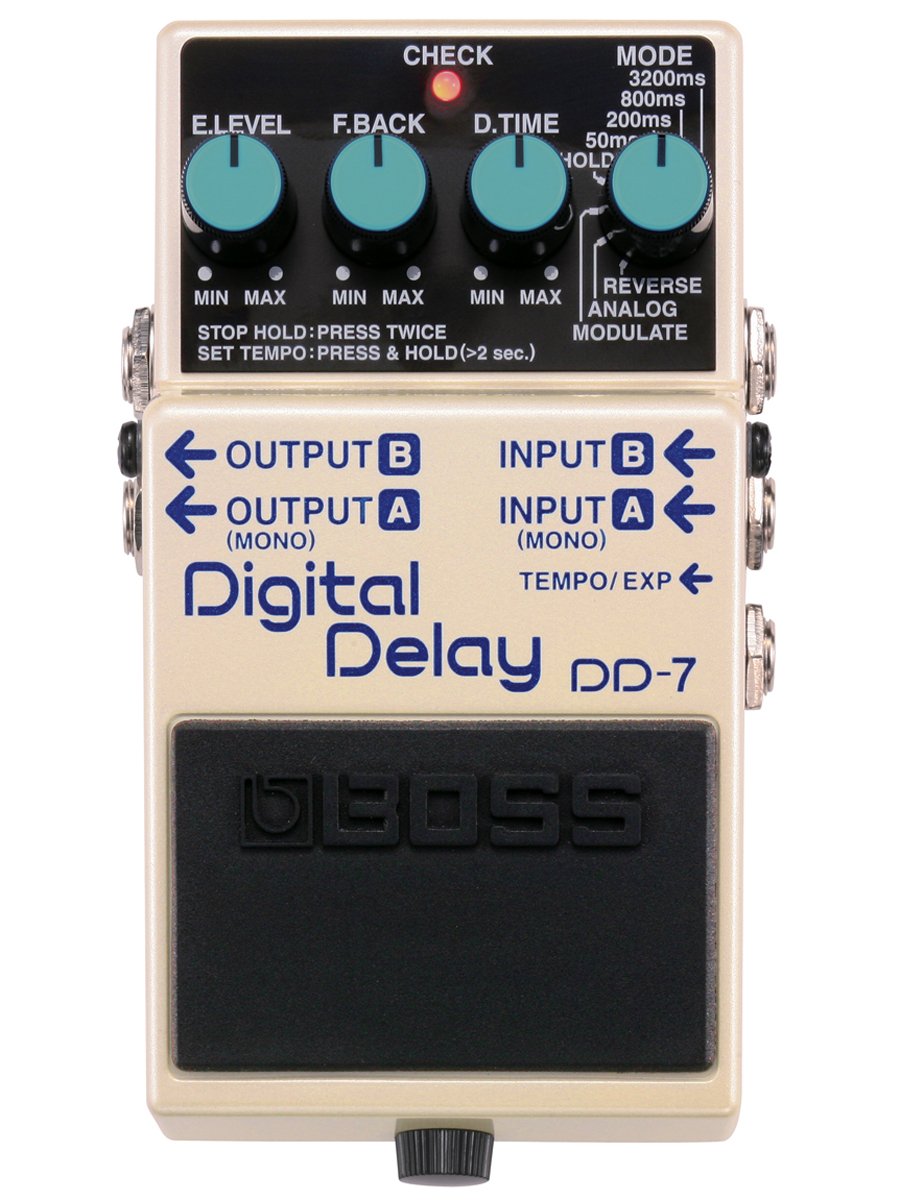 CHECK
MODE
3200ms
800ms
E.LEVEL F.BACK D.TIME
200ms
HOLD
MIN MAX MIN MAX MIN MAX
REVERSE
ANALOG
MODULATE
STOP HOLD:PRESS TWICE
SET TEMPO:PRESS & HOLD(>2 sec.)
← OUTPUT B INPUT B ←
← OUTPUT A INPUT A ←
(MONO) (MONO)
TEMPO/EXP ←
Digital
Delay DD-7
BOSS